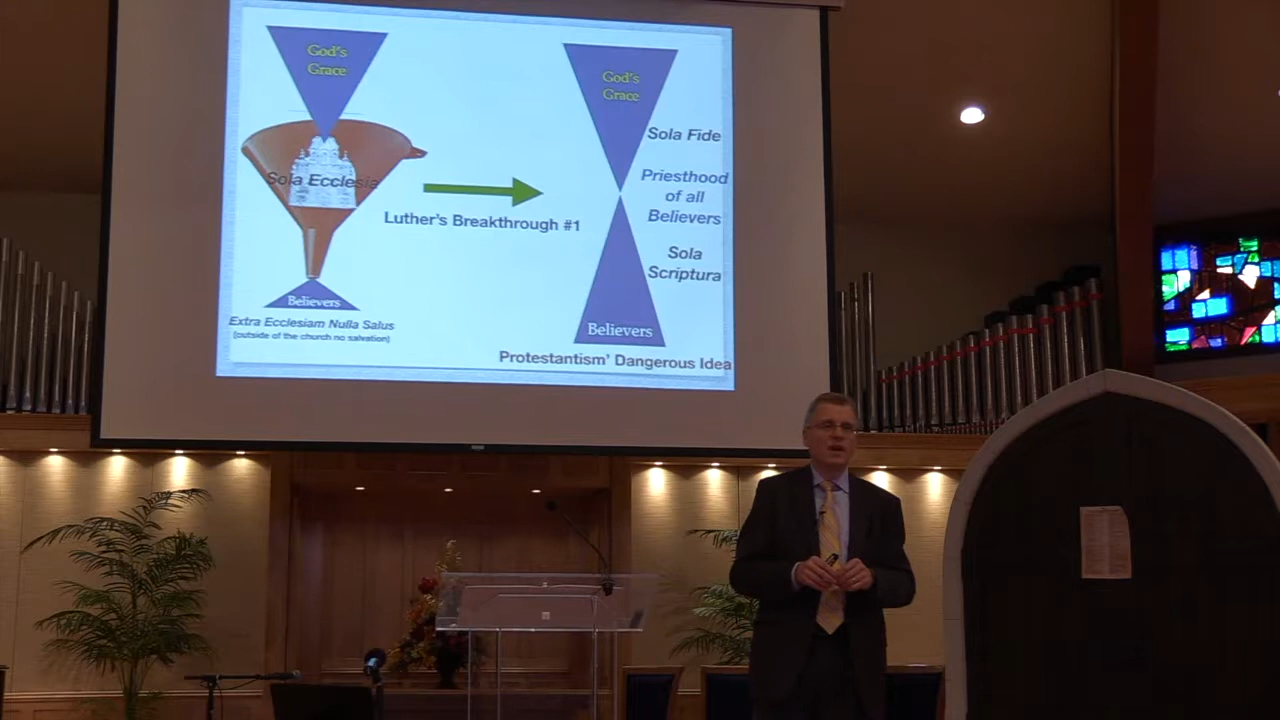 God's
Grace
Sola Ecclesia
Believers
Extra Ecclesiam Nulla Salus
(outside of the church no salvation)
Luther's Breakthrough #1
God's
Grace
Sola Fide
Priesthood
of all
Believers
Sola
Scriptura
Believers
Protestantism' Dangerous Idea